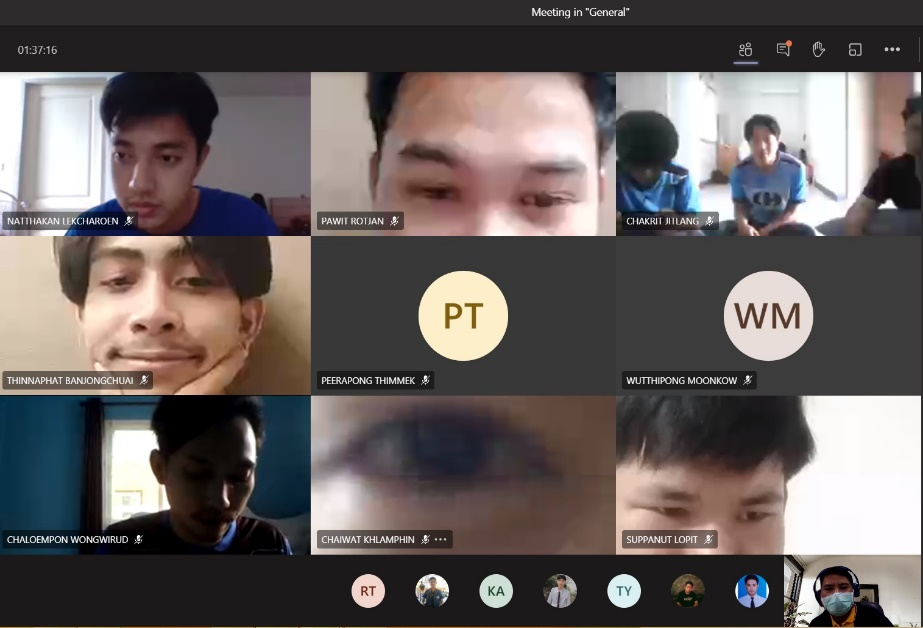 Meeting in "General"
01:37:16
NATTHAKAN LEKCHAROEN
PAWIT ROTJAN
CHAKRIT JITLANG
THINNAPHAT BANJONGCHUAI
PT
PEERAPONG THIMMEK
WM
WUTTHIPONG MOONKOW
CHALOEMPON WONGWIRUD
CHAIWAT KHLAMPHIN
SUPPANUT LOPIT
RT
KA
TY